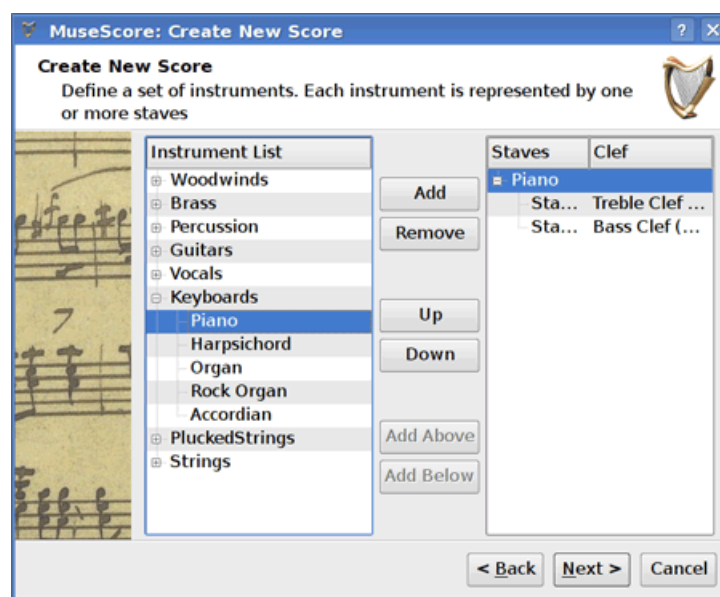 MuseScore: Create New Score
Create New Score
Define a set of instruments. Each instrument is represented by one
or more staves
Instrument List
Woodwinds
Brass
Percussion
Guitars
Vocals
Keyboards
Piano
Harpsichord
Organ
Rock Organ
Accordian
PluckedStrings
Strings
Add
Remove
Up
Down
Add Above
Add Below
Staves Clef
Piano
Sta... Treble Clef ...
Sta... Bass Clef (...
< Back Next > Cancel